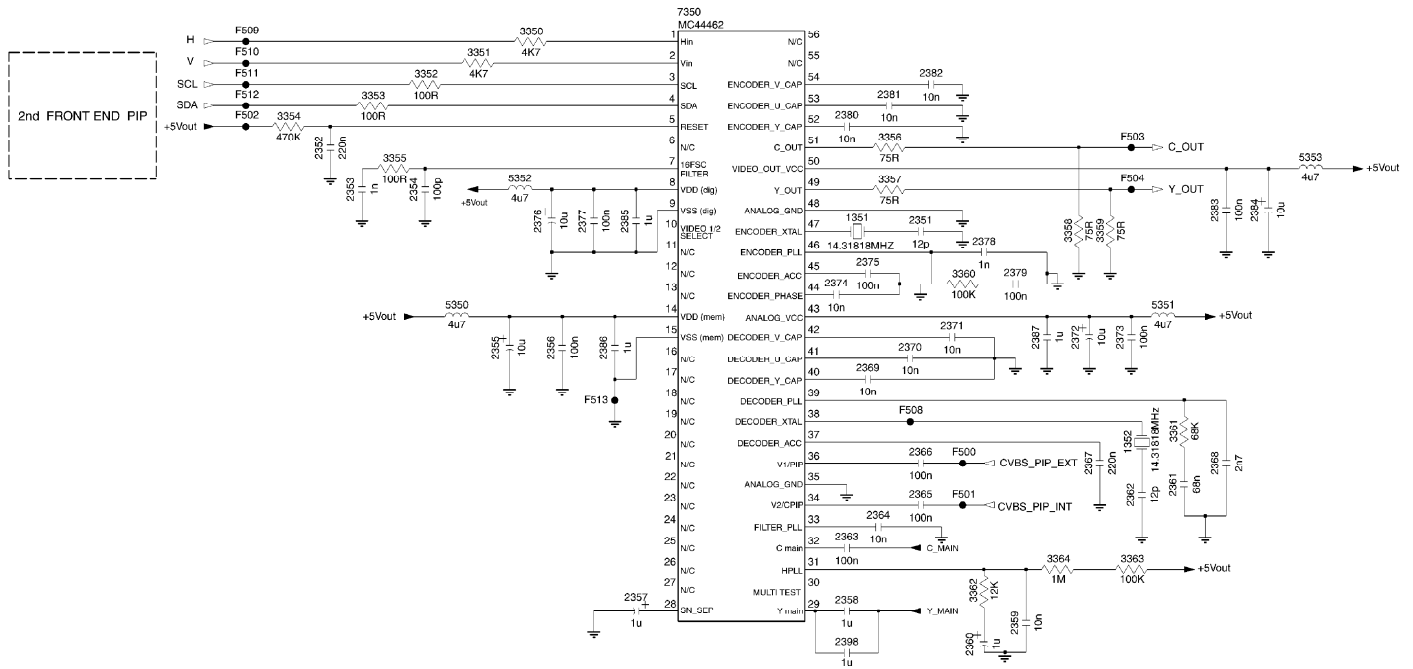 7350
MC44462
2nd FRONT END PIP
H F509 3350 4K7 1 Hin
V F510 3351 4K7 2 Vin
SCL F511 3352 100R 3 SCL
SDA F512 3353 100R 4 SDA
+5Vout F502 3354 470K 5 RESET
2352 220n
6 N/C
3355 100R 7 16FSC FILTER
2353 1n
2354 100p
+5Vout 5352 4u7 8 VDD (dig)
2376 10u
2377 100n
2385 1u
9 VSS (dig)
10 VIDEO 1/2 SELECT
11 N/C
12 N/C
13 N/C
+5Vout 5350 4u7 14 VDD (mem)
15 VSS (mem)
2355 10u
2356 100n
2386 1u
F513
16 N/C
17 N/C
18 N/C
19 N/C
20 N/C
21 N/C
22 N/C
23 N/C
24 N/C
25 N/C
26 N/C
27 N/C
2357 + 1u 28 SN_SEP
N/C 56
N/C 55
ENCODER_V_CAP 54 2382 10n
ENCODER_U_CAP 53 2381 10n
ENCODER_Y_CAP 52 2380 10n
C_OUT 51 3356 75R F503 C_OUT
VIDEO_OUT_VCC 50 5353 4u7 +5Vout
Y_OUT 49 3357 75R F504 Y_OUT
3358 75R
3359 75R
2383 100n
2384 + 10u
ANALOG_GND 48
ENCODER_XTAL 47 1351 14.31818MHZ 2351 12p
ENCODER_PLL 46 2378 1n
ENCODER_ACC 45 2375 100n
3360 100K
2379 100n
ENCODER_PHASE 44 2374 10n
ANALOG_VCC 43 5351 4u7 +5Vout
2387 1u
2372 + 10u
2373 100n
DECODER_V_CAP 42 2371 10n
DECODER_U_CAP 41 2370 10n
DECODER_Y_CAP 40 2369 10n
DECODER_PLL 39
DECODER_XTAL 38 F508
1352 14.31818MHz
2362 12p
3361 68K
2361 68n
2368 2n7
DECODER_ACC 37 2367 220n
V1/PIP 36 2366 100n F500 CVBS_PIP_EXT
ANALOG_GND 35
V2/CPIP 34 2365 100n F501 CVBS_PIP_INT
FILTER_PLL 33 2364 10n
C main 32 2363 100n C_MAIN
HPLL 31 3364 1M 3363 100K +5Vout
3362 12K
2360 + 1u
2359 10n
MULTI TEST 30
Y main 29 2358 1u Y_MAIN
2398 1u